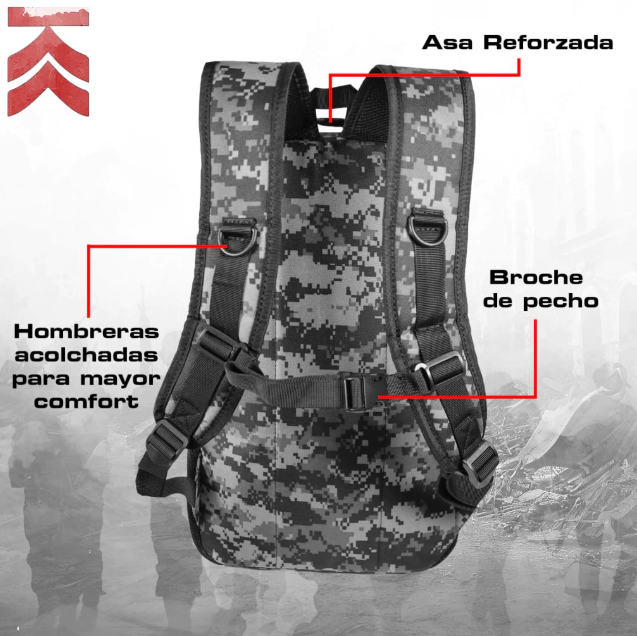 Asa Reforzada
Broche
de pecho
Hombreras
acolchadas
para mayor
comfort